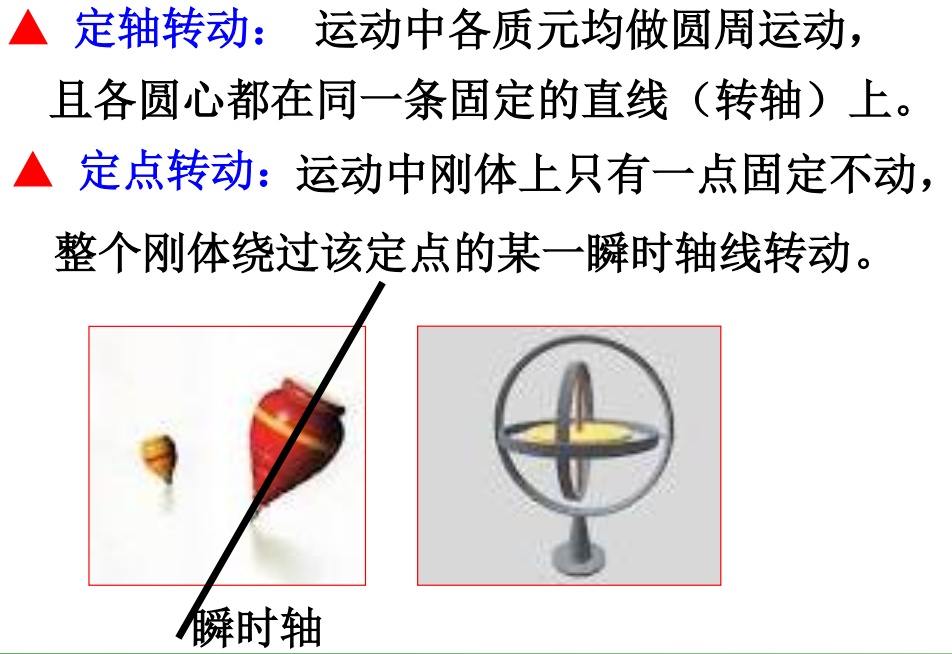 ▲ 定轴转动： 运动中各质元均做圆周运动，
且各圆心都在同一条固定的直线（转轴）上。
▲ 定点转动：运动中刚体上只有一点固定不动，
整个刚体绕过该定点的某一瞬时轴线转动。
瞬时轴